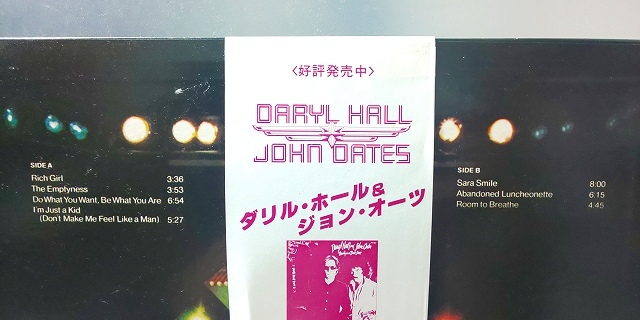 SIDE A
Rich Girl 3:36
The Emptyness 3:53
Do What You Want, Be What You Are 6:54
I'm Just a Kid
(Don't Make Me Feel Like a Man) 5:27
〈好評発売中〉
DARYL HALL
JOHN OATES
ダリル・ホール&
ジョン・オーツ
SIDE B
Sara Smile 8:00
Abandoned Luncheonette 6:15
Room to Breathe 4:45